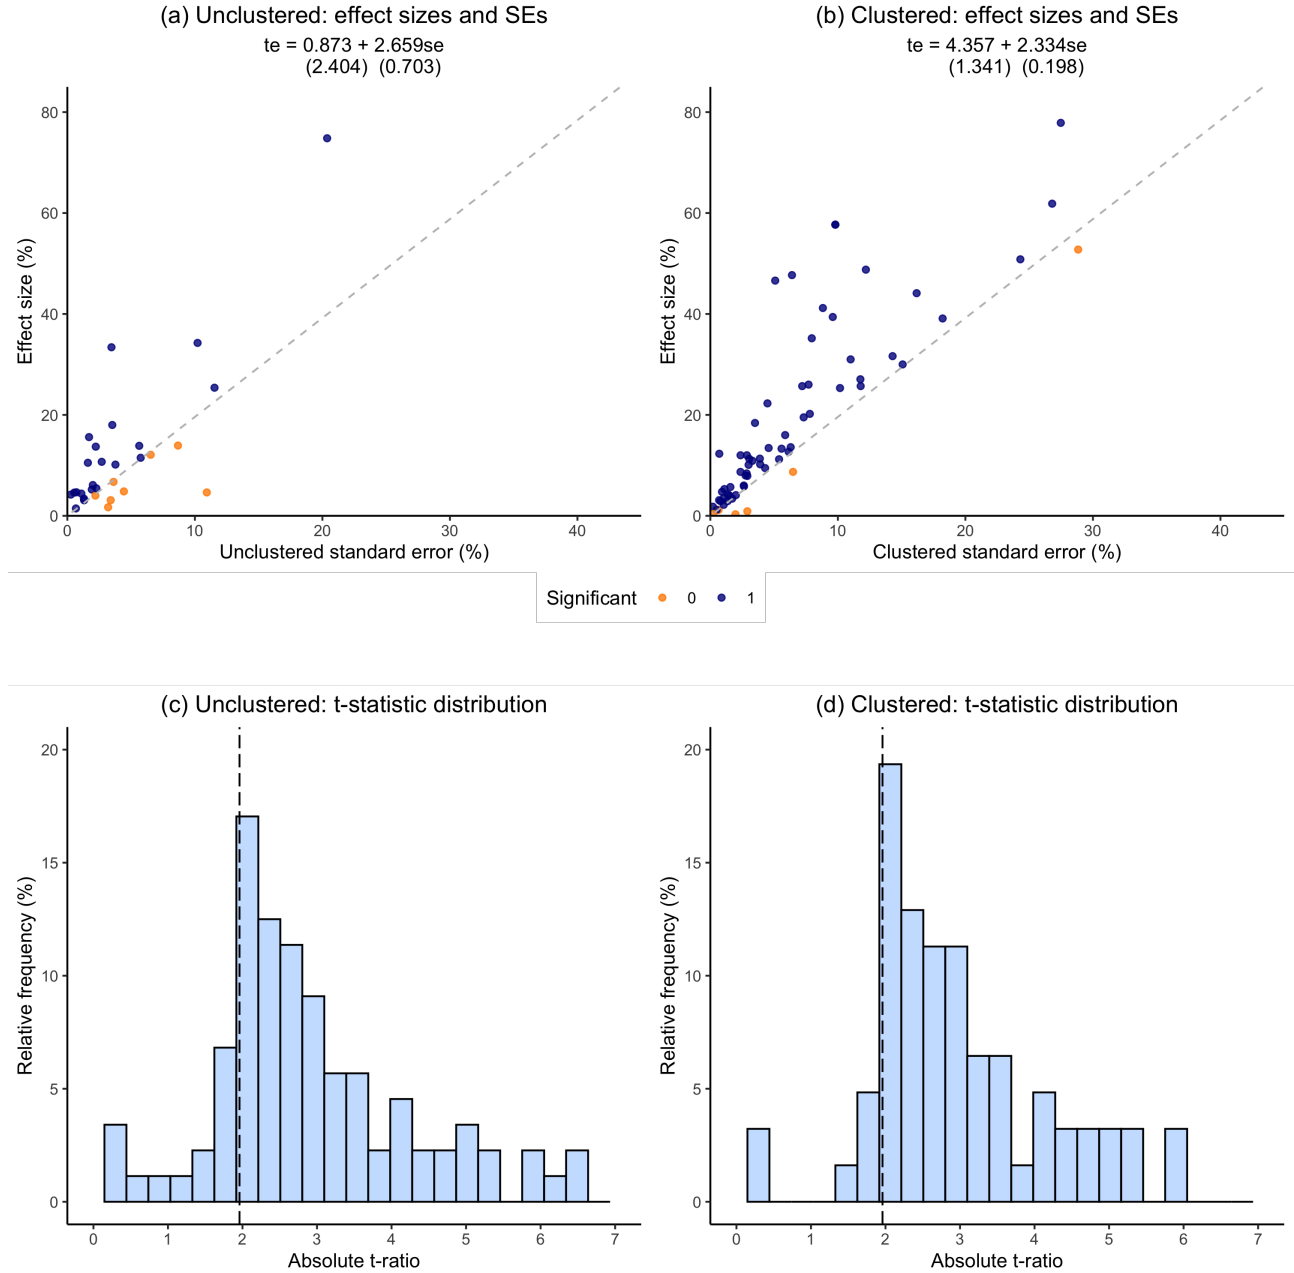 (a) Unclustered: effect sizes and SEs
te = 0.873 + 2.659se
(2.404) (0.703)
80
60
40
20
0
Effect size (%)
0 10 20 30 40
Unclustered standard error (%)
(b) Clustered: effect sizes and SEs
te = 4.357 + 2.334se
(1.341) (0.198)
80
60
40
20
0
Effect size (%)
0 10 20 30 40
Clustered standard error (%)
Significant 0 1
(c) Unclustered: t-statistic distribution
20
15
10
5
0
Relative frequency (%)
0 1 2 3 4 5 6 7
Absolute t-ratio
(d) Clustered: t-statistic distribution
20
15
10
5
0
Relative frequency (%)
0 1 2 3 4 5 6 7
Absolute t-ratio